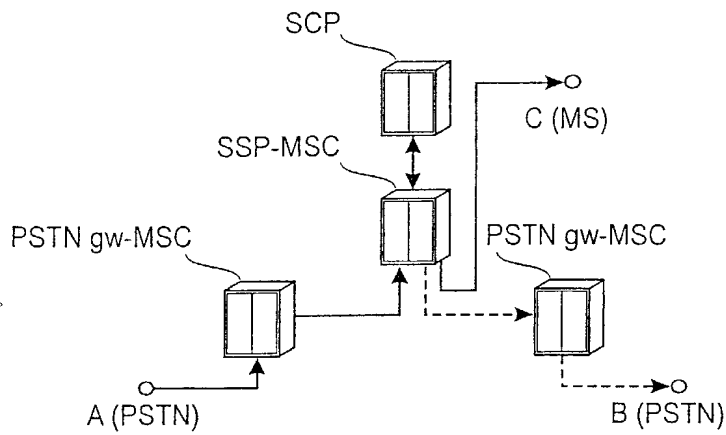 SCP
C (MS)
SSP-MSC
PSTN gw-MSC
PSTN gw-MSC
A (PSTN)
B (PSTN)